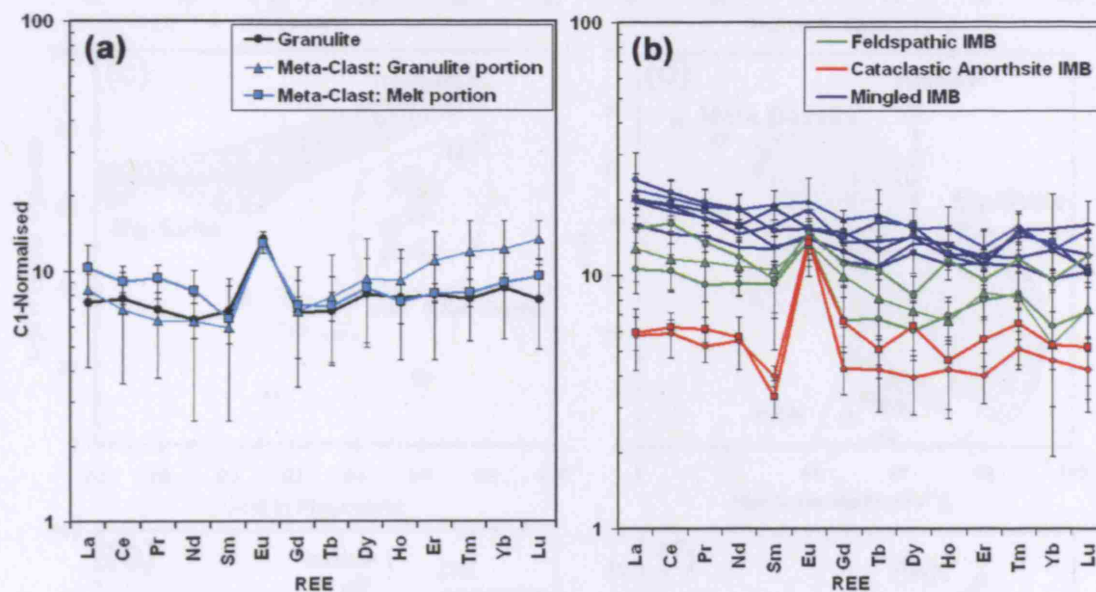 (a)
Granulite
Meta-Clast: Granulite portion
Meta-Clast: Melt portion
100
10
1
C1-Normalised
La Ce Pr Nd Sm Eu Gd Tb Dy Ho Er Tm Yb Lu
REE
(b)
Feldspathic IMB
Cataclastic Anorthsite IMB
Mingled IMB
100
10
1
La Ce Pr Nd Sm Eu Gd Tb Dy Ho Er Tm Yb Lu
REE